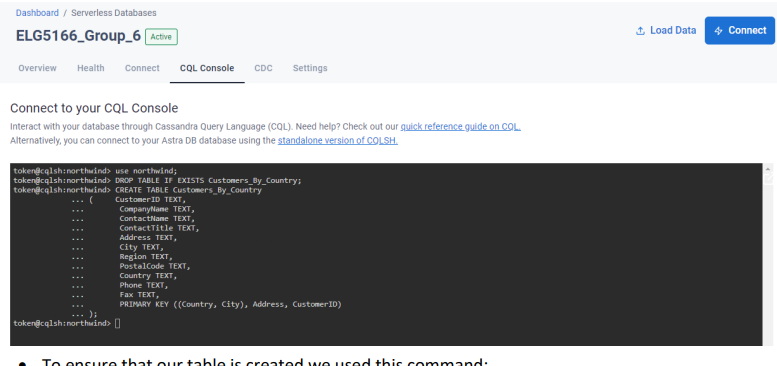 Dashboard / Serverless Databases
ELG5166_Group_6 Active
Load Data Connect
Overview Health Connect CQL Console CDC Settings
Connect to your CQL Console
Interact with your database through Cassandra Query Language (CQL). Need help? Check out our quick reference guide on CQL.
Alternatively, you can connect to your Astra DB database using the standalone version of CQLSH.
token@cqlsh:northwind> use northwind;
token@cqlsh:northwind> DROP TABLE IF EXISTS Customers_By_Country;
token@cqlsh:northwind> CREATE TABLE Customers_By_Country
... ( CustomerID TEXT,
... CompanyName TEXT,
... ContactName TEXT,
... ContactTitle TEXT,
... Address TEXT,
... City TEXT,
... Region TEXT,
... PostalCode TEXT,
... Country TEXT,
... Phone TEXT,
... Fax TEXT,
... PRIMARY KEY ((Country, City), Address, CustomerID)
... );
token@cqlsh:northwind>
• To ensure that our table is created we used this command: